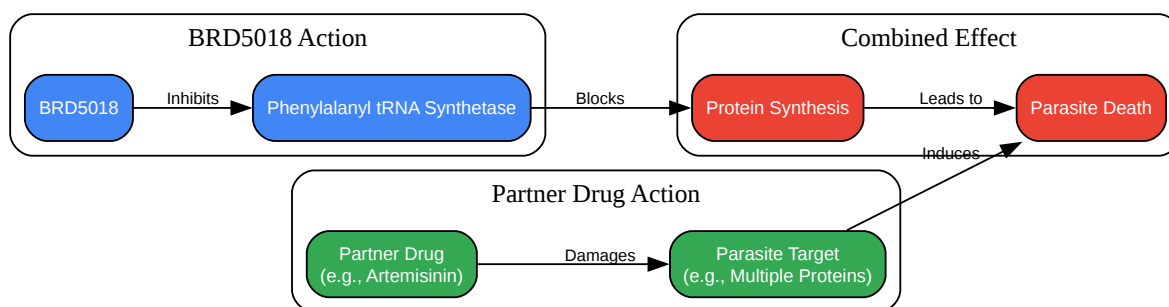 BRD5018 Action
Combined Effect
BRD5018
Inhibits
Phenylalanyl tRNA Synthetase
Blocks
Protein Synthesis
Leads to
Parasite Death
Induces
Partner Drug Action
Partner Drug
(e.g., Artemisinin)
Damages
Parasite Target
(e.g., Multiple Proteins)